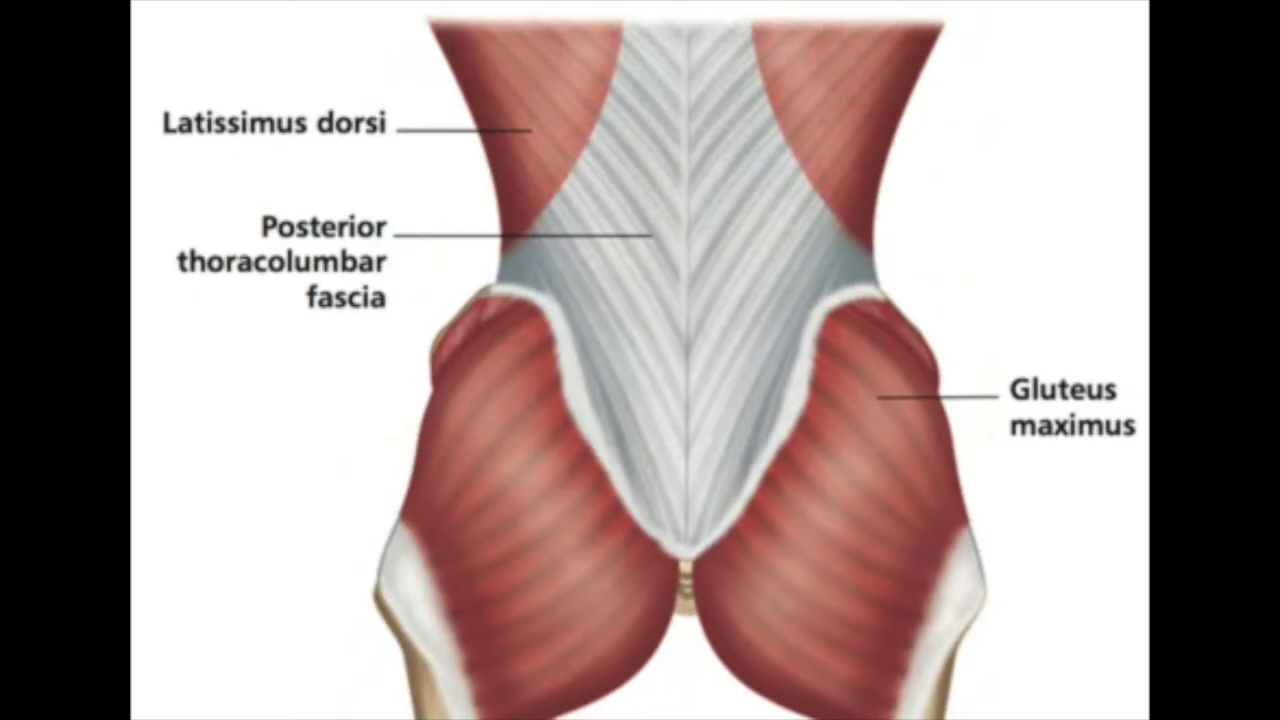 Latissimus dorsi
Posterior
thoracolumbar
fascia
Gluteus
maximus